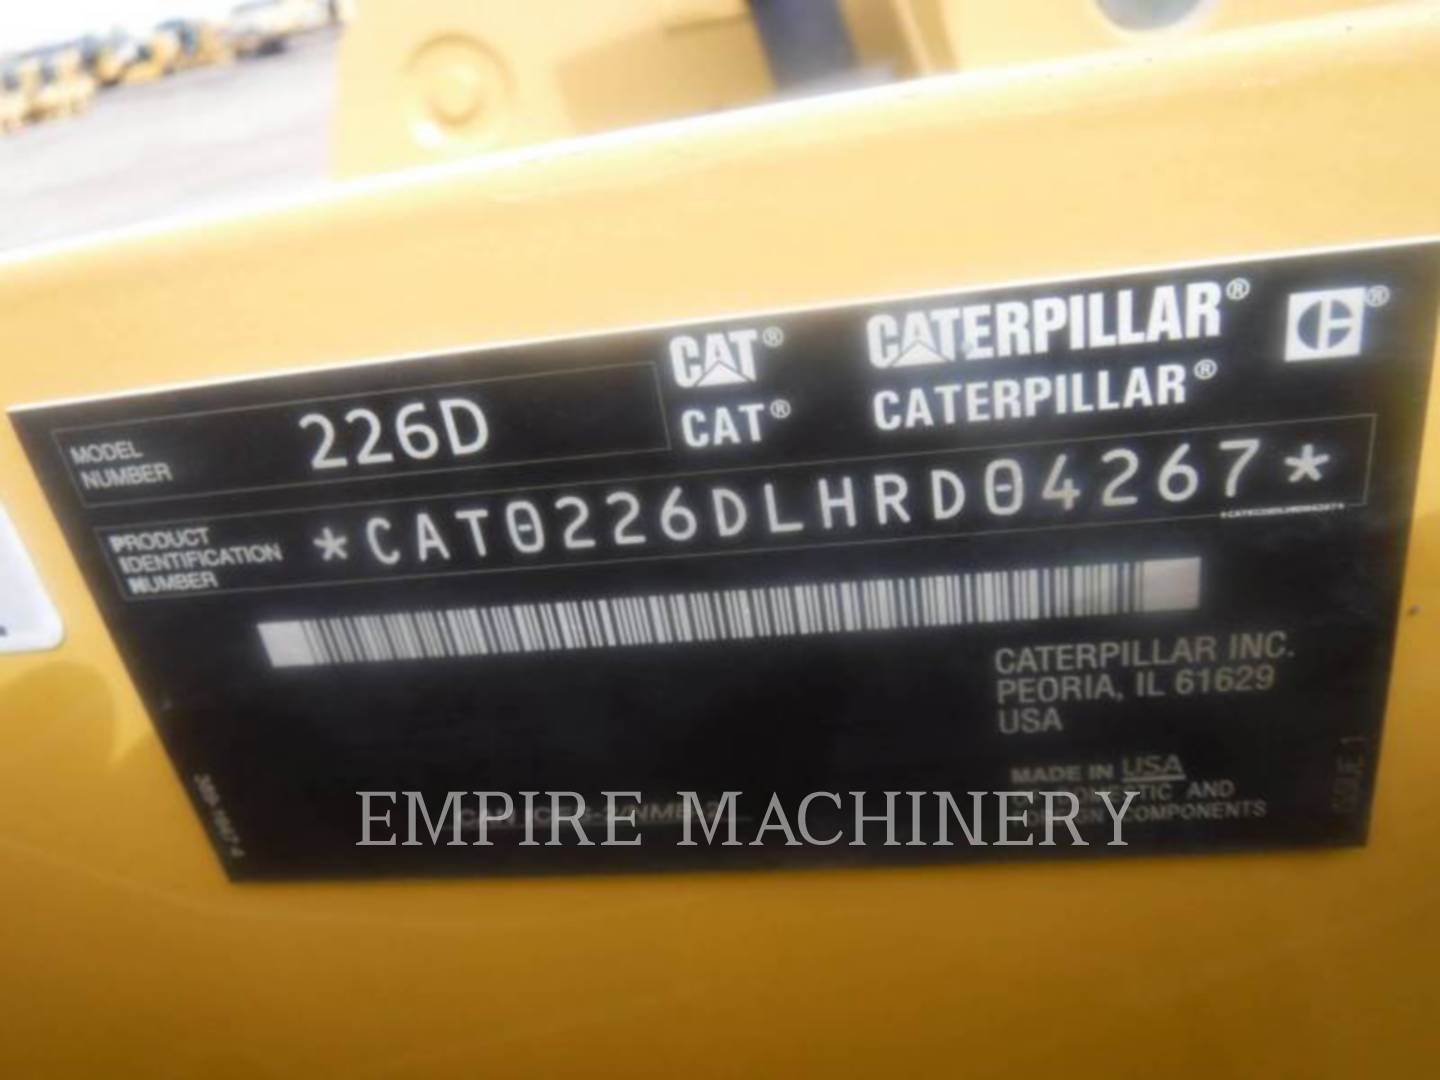 CAT® CATERPILLAR®
CAT® CATERPILLAR®
MODEL NUMBER 226D
PRODUCT IDENTIFICATION NUMBER *CAT0226DLHRD04267*
CATERPILLAR INC.
PEORIA, IL 61629
USA
MADE IN USA
DOMESTIC AND
COMPONENTS
EMPIRE MACHINERY